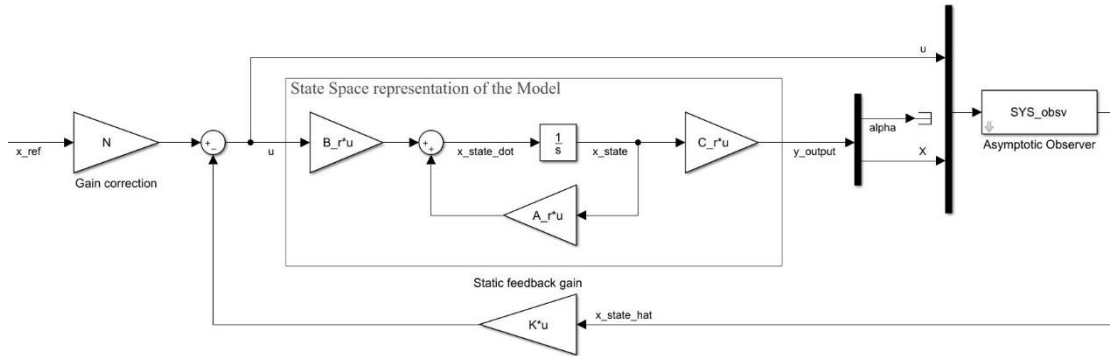 x_ref
N
Gain correction
+
-
u
State Space representation of the Model
B_r*u
+
+
x_state_dot
1
s
x_state
C_r*u
A_r*u
y_output
alpha
X
u
SYS_obsv
Asymptotic Observer
Static feedback gain
K*u
x_state_hat